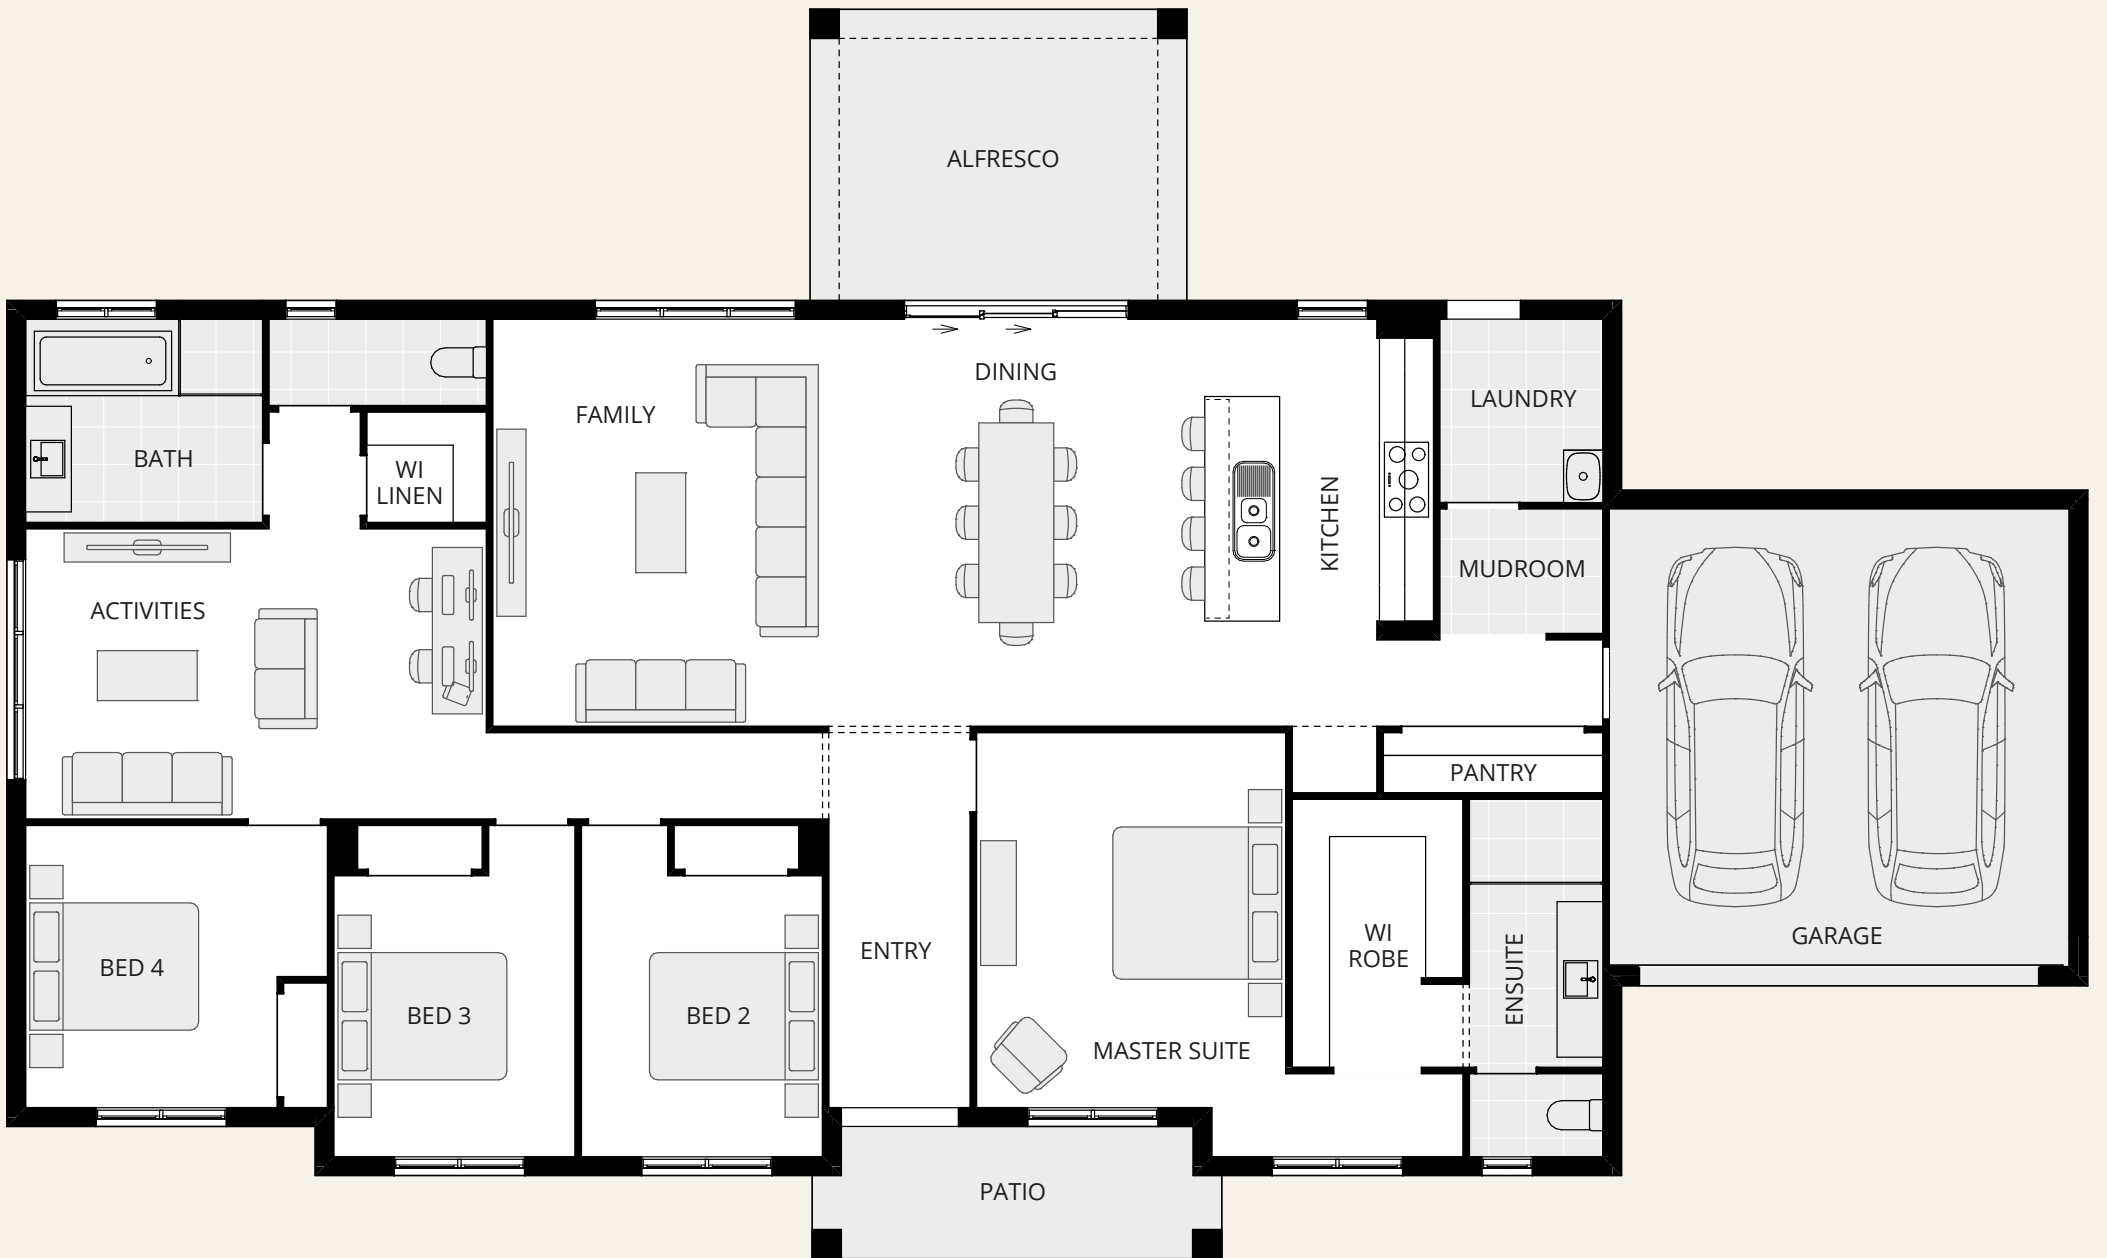 ALFRESCO
DINING
FAMILY
LAUNDRY
BATH
WI
LINEN
KITCHEN
MUDROOM
ACTIVITIES
PANTRY
GARAGE
WI
ROBE
ENTRY
BED 4
ENSUITE
BED 3
BED 2
MASTER SUITE
PATIO